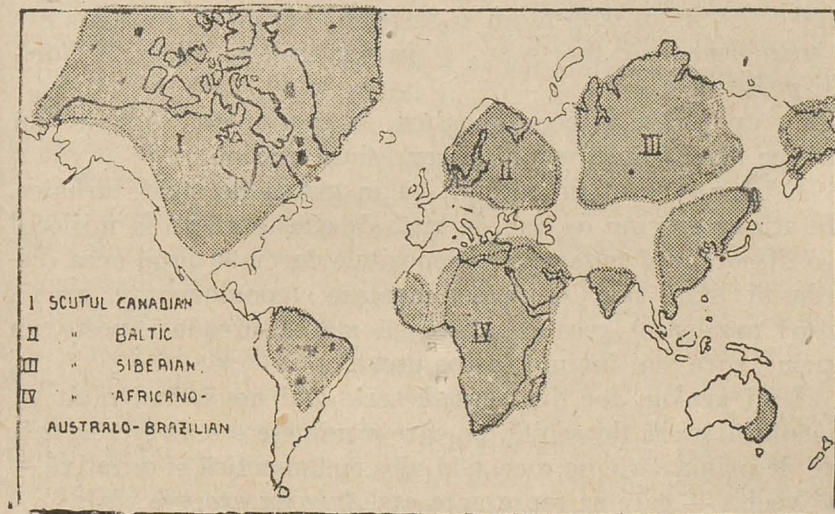 I
II
III
IV
I SCUTUL CANADIAN
II " BALTIC
III " SIBERIAN.
IV " AFRICANO-
AUSTRALO-BRAZILIAN